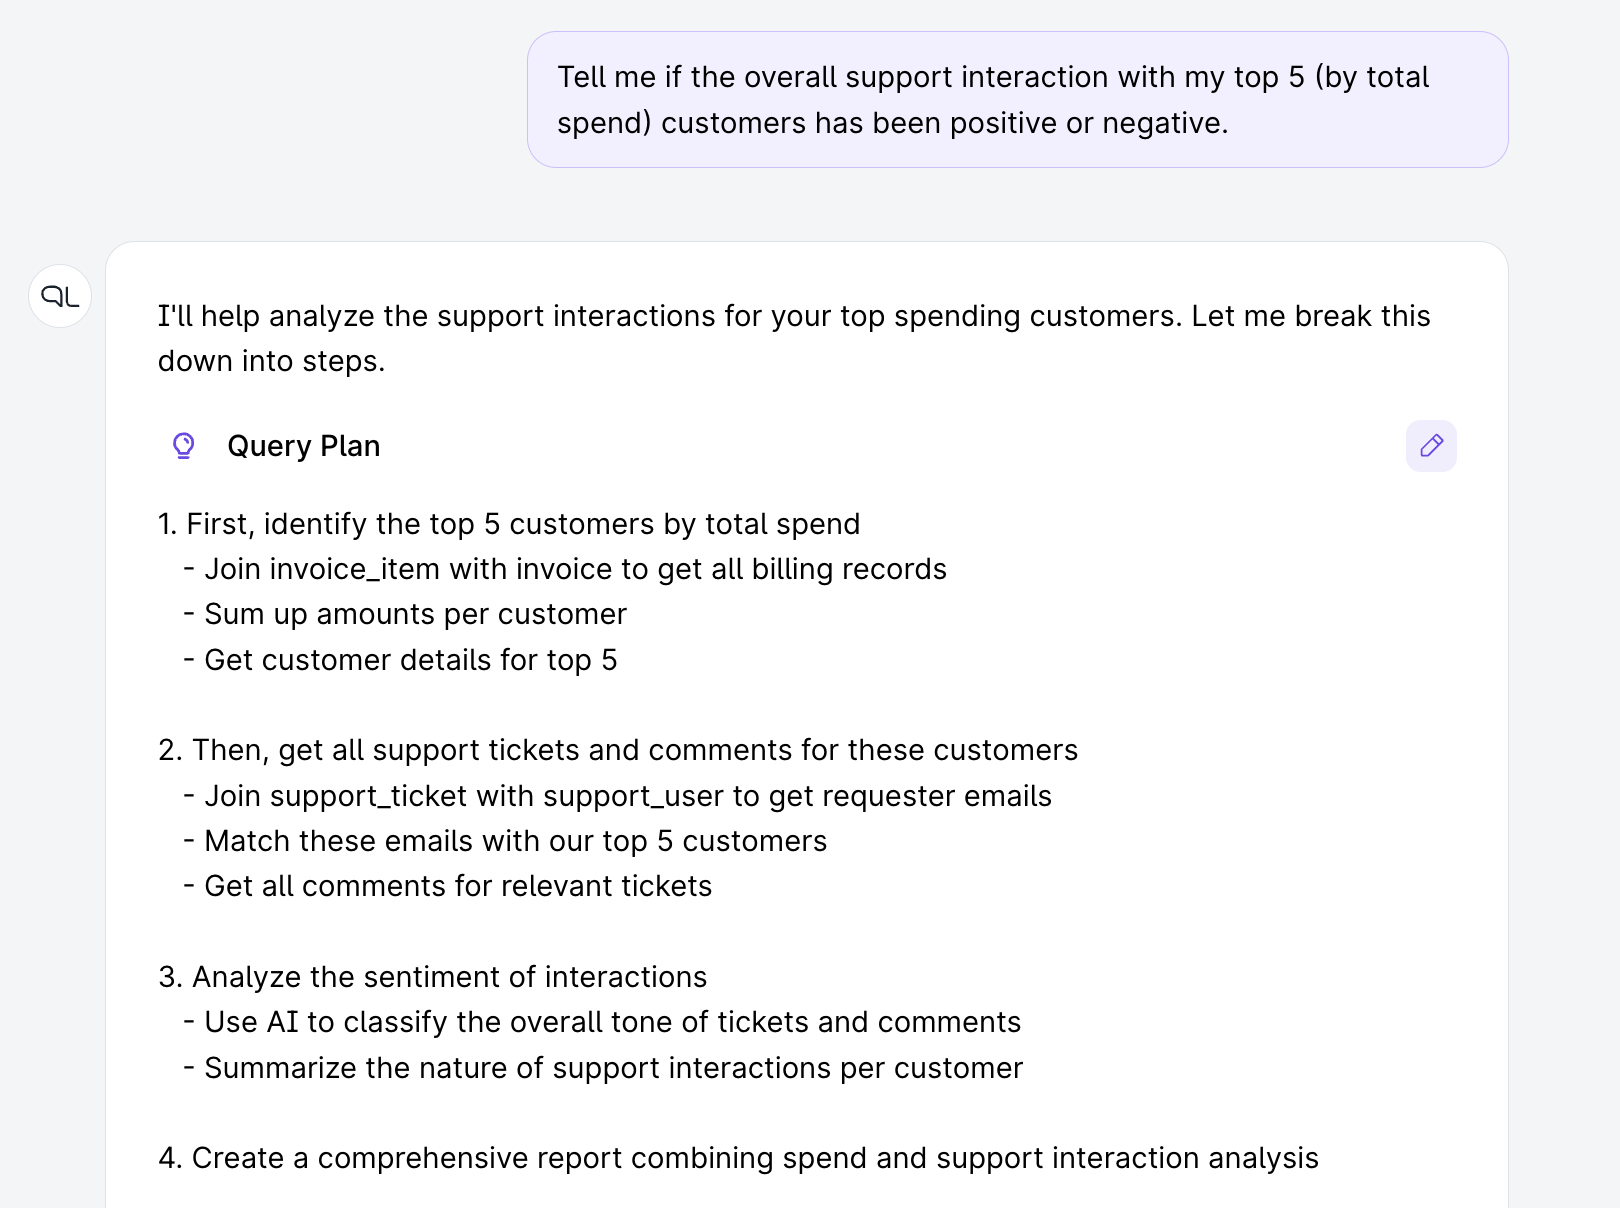 Tell me if the overall support interaction with my top 5 (by total
spend) customers has been positive or negative.
QL
I'll help analyze the support interactions for your top spending customers. Let me break this
down into steps.
Query Plan
1. First, identify the top 5 customers by total spend
- Join invoice_item with invoice to get all billing records
- Sum up amounts per customer
- Get customer details for top 5
2. Then, get all support tickets and comments for these customers
- Join support_ticket with support_user to get requester emails
- Match these emails with our top 5 customers
- Get all comments for relevant tickets
3. Analyze the sentiment of interactions
- Use AI to classify the overall tone of tickets and comments
- Summarize the nature of support interactions per customer
4. Create a comprehensive report combining spend and support interaction analysis